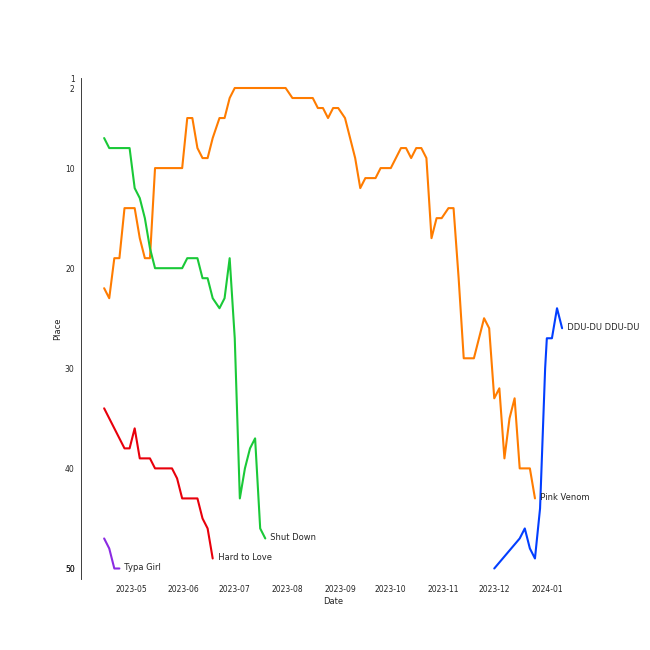 1
2
10
20
30
40
50
Place
DDU-DU DDU-DU
Pink Venom
Shut Down
Hard to Love
Typa Girl
2023-05
2023-06
2023-07
2023-08
2023-09
2023-10
2023-11
2023-12
2024-01
Date